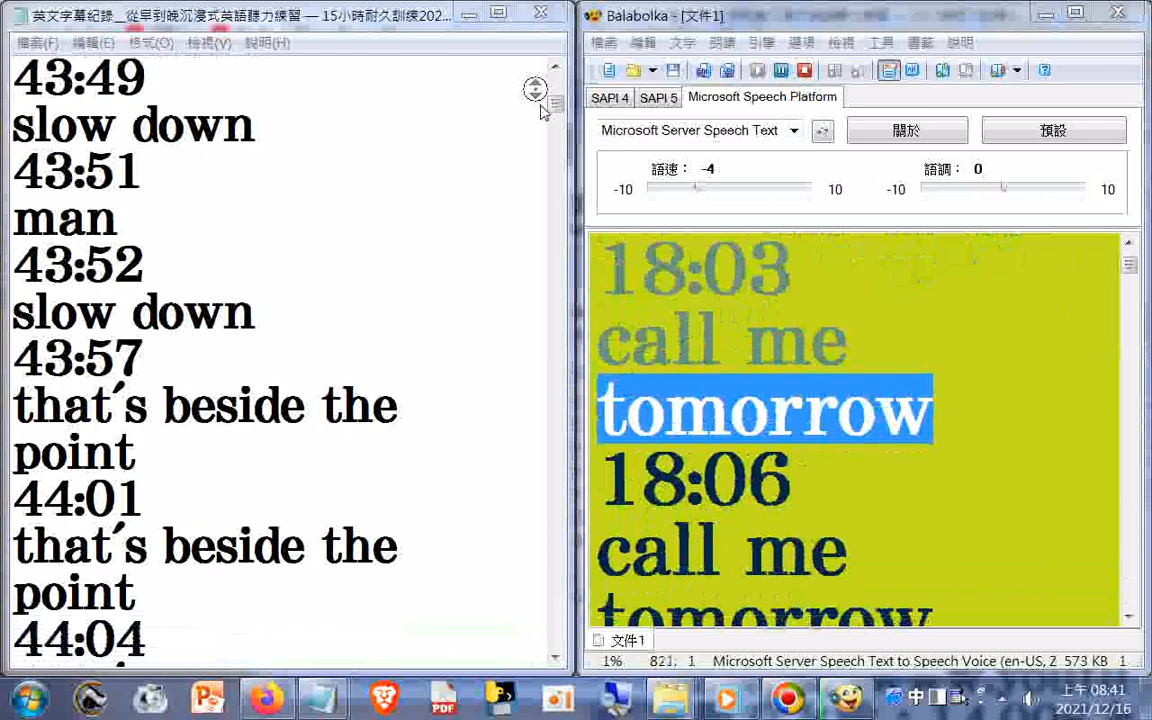 英文字幕紀錄__從早到晚沉浸式英語聽力練習 — 15小時耐久訓練202...
檔案(F) 編輯(E) 格式(O) 檢視(V) 說明(H)
43:49
slow down
43:51
man
43:52
slow down
43:57
that's beside the
point
44:01
that's beside the
point
44:04
Balabolka - [文件1]
檔案 編輯 文字 朗讀 引擎 選項 檢視 工具 書籤 說明
SAPI 4 SAPI 5 Microsoft Speech Platform
Microsoft Server Speech Text 關於 預設
語速： -4 語調： 0
-10 10 -10 10
18:03
call me
tomorrow
18:06
call me
tomorrow
文件1
1% 821: 1 Microsoft Server Speech Text to Speech Voice (en-US, Z 573 KB 1
PDF 中 上午 08:41
2021/12/16